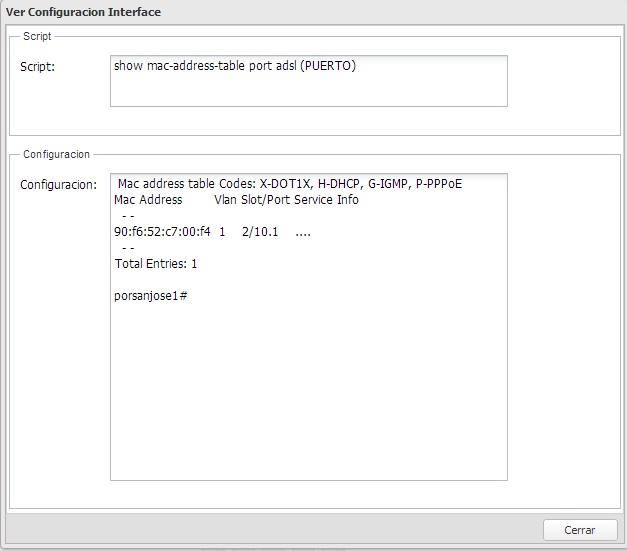 Ver Configuracion Interface
Script
Script:
show mac-address-table port adsl (PUERTO)
Configuracion
Configuracion:
Mac address table Codes: X-DOT1X, H-DHCP, G-IGMP, P-PPPoE
Mac Address Vlan Slot/Port Service Info
- -
90:f6:52:c7:00:f4 1 2/10.1 ....
- -
Total Entries: 1
porsanjose1#
Cerrar